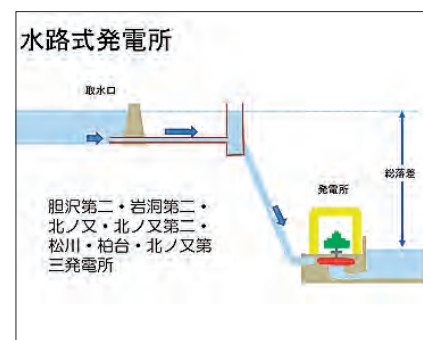 水路式発電所
取水口
総落差
発電所
胆沢第二・岩洞第二・
北ノ又・北ノ又第二・
松川・柏台・北ノ又第
三発電所